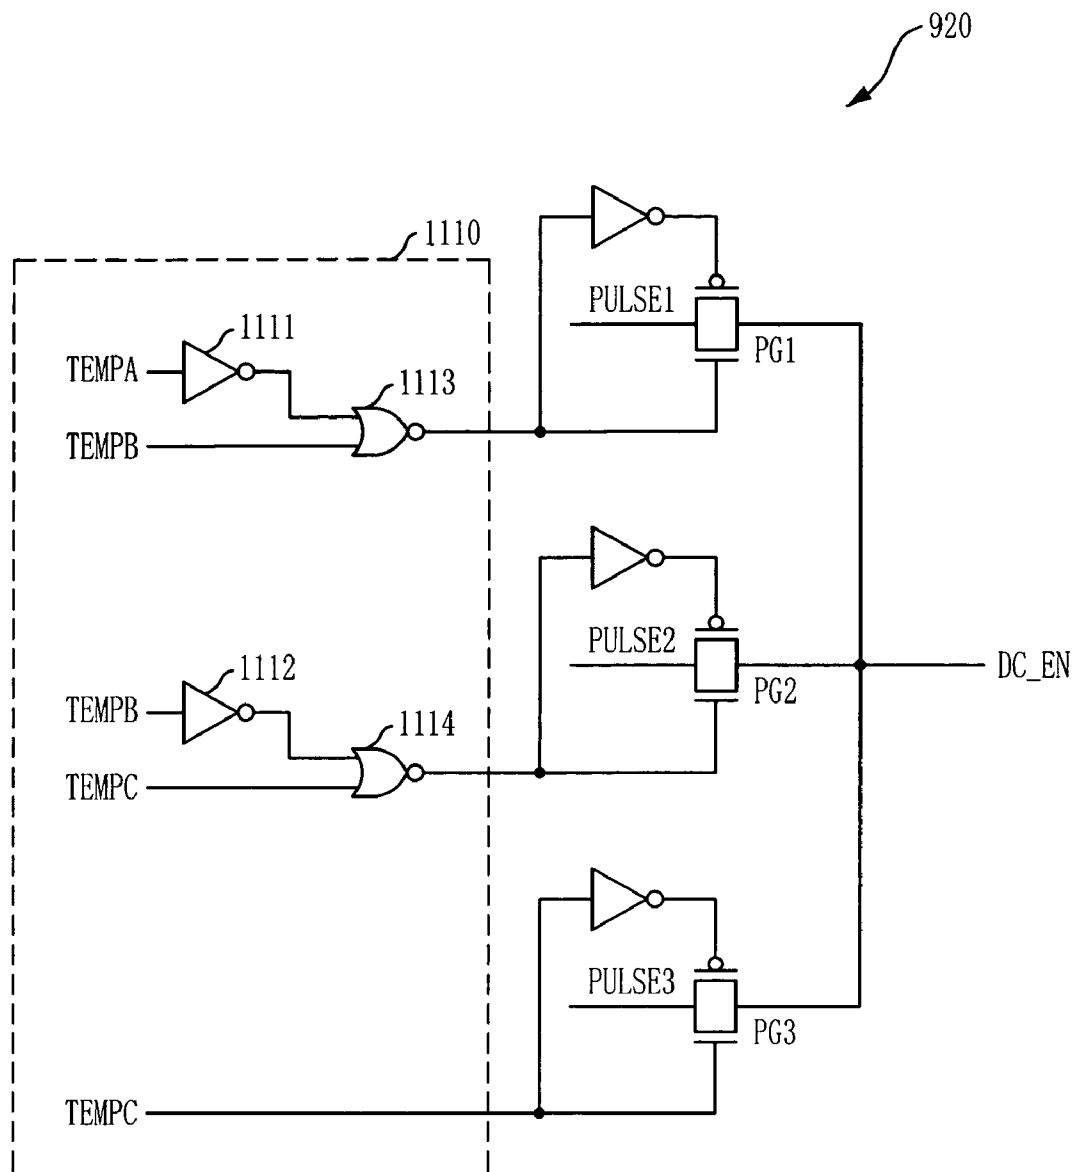 920
1110
PULSE1
1111
PG1
TEMPA
1113
TEMPB
PULSE2
DC_EN
1112
PG2
TEMPB
1114
TEMPC
PULSE3
PG3
TEMPC